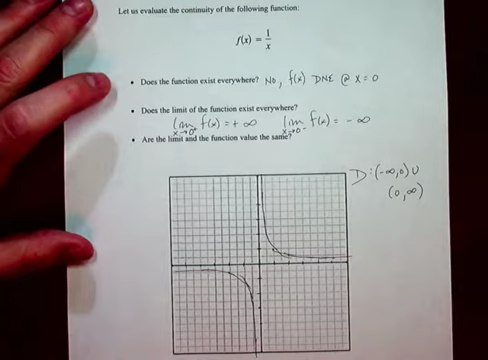 Let us evaluate the continuity of the following function:
f(x) = 1/x
• Does the function exist everywhere? NO, f(x) DNE @ x=0
• Does the limit of the function exist everywhere?
lim x→0⁺ f(x) = +∞ lim x→0⁻ f(x) = -∞
• Are the limit and the function value the same?
D: (-∞,0) ∪
(0,∞)